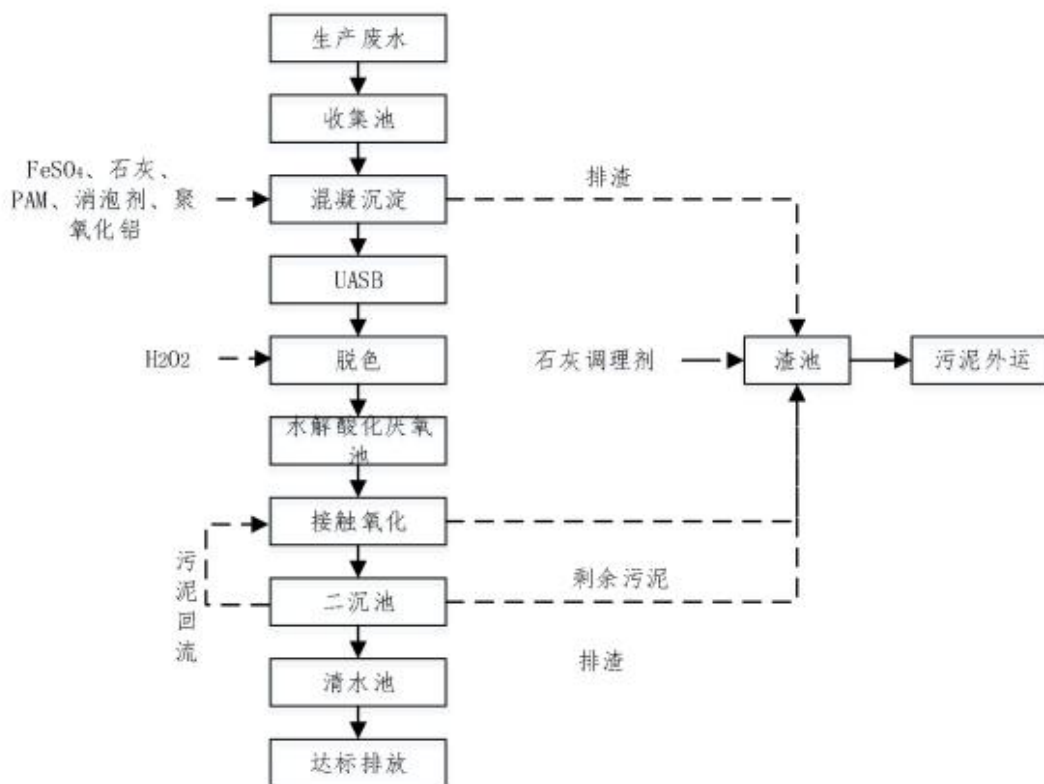 生产废水
收集池
FeSO₄、石灰、
PAM、消泡剂、聚
氧化铝
混凝沉淀
排渣
UASB
H2O2
脱色
石灰调理剂
渣池
污泥外运
水解酸化厌氧
池
接触氧化
污泥回流
剩余污泥
二沉池
排渣
清水池
达标排放